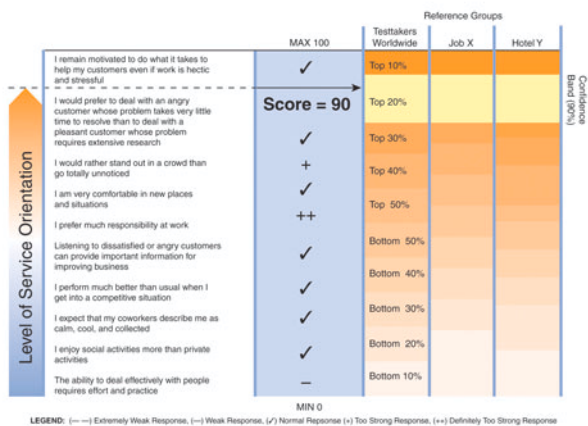 Reference Groups
MAX 100
Testtakers
Worldwide
Job X
Hotel Y
I remain motivated to do what it takes to
help my customers even if work is hectic
and stressful
✓
Top 10%
Score = 90
I would prefer to deal with an angry
customer whose problem takes very little
time to resolve than to deal with a
pleasant customer whose problem
requires extensive research
✓
Top 20%
Top 30%
I would rather stand out in a crowd than
go totally unnoticed
+
Top 40%
I am very comfortable in new places
and situations
✓
Top 50%
I prefer much responsibility at work
++
Listening to dissatisfied or angry customers
can provide important information for
improving business
✓
Bottom 50%
I perform much better than usual when I
get into a competitive situation
✓
Bottom 40%
I expect that my coworkers describe me as
calm, cool, and collected
✓
Bottom 30%
I enjoy social activities more than private
activities
✓
Bottom 20%
The ability to deal effectively with people
requires effort and practice
–
Bottom 10%
MIN 0
Level of Service Orientation
Confidence
Band (90%)
LEGEND: (— —) Extremely Weak Response, (—) Weak Response, (✓) Normal Repsonse (+) Too Strong Response, (++) Definitely Too Strong Response